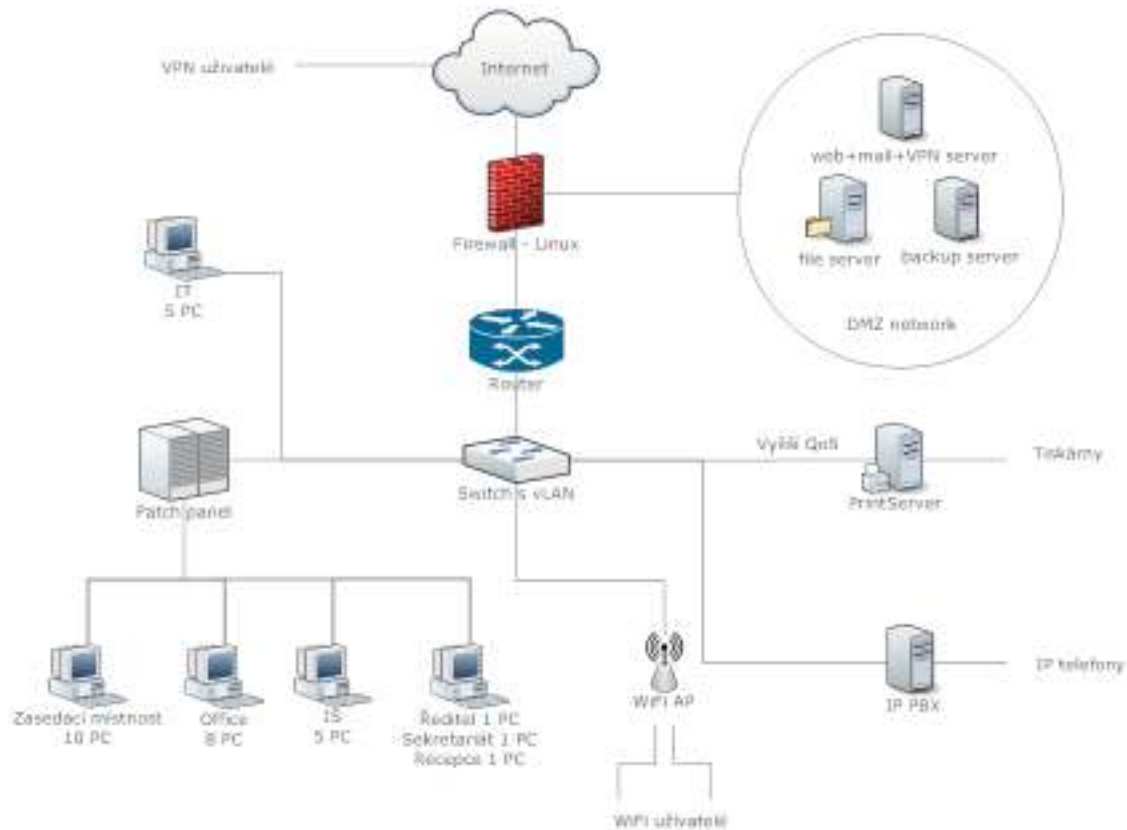 VPN uživatelé
Internet
web+mail+VPN server
Firewall - Linux
file server
backup server
IT
5 PC
DMZ network
Router
Vyšší QoS
Tiskárny
Switch s vLAN
Patch panel
PrintServer
IP telefony
WiFi AP
IP PBX
Zasedací místnost
10 PC
Office
8 PC
IS
5 PC
Ředitel 1 PC
Sekretariát 1 PC
Recepce 1 PC
WiFi uživatelé